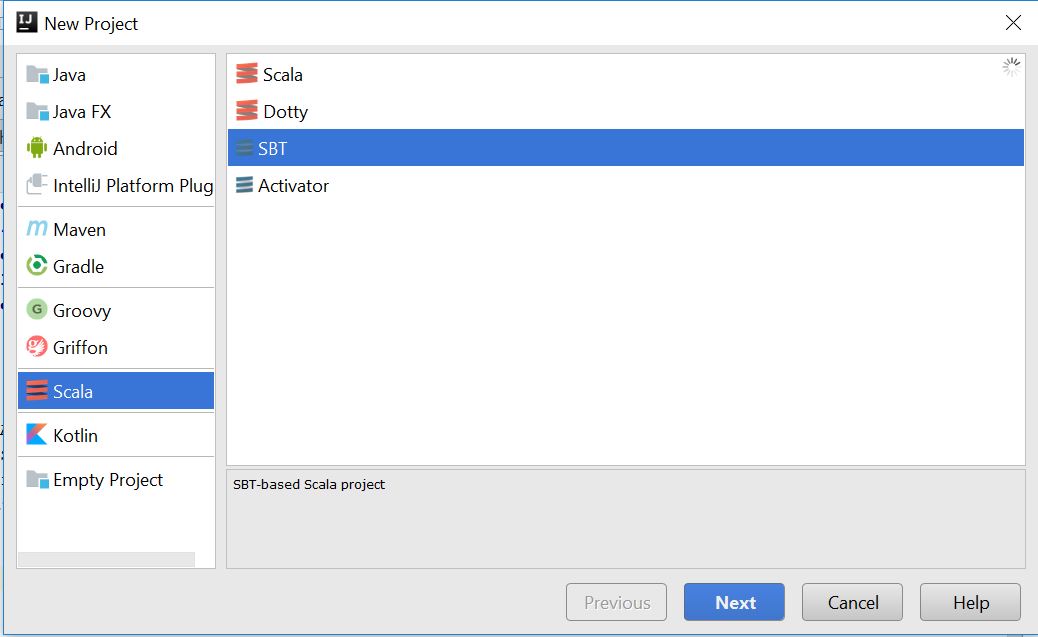 New Project
Java
Java FX
Android
IntelliJ Platform Plug
Maven
Gradle
Groovy
Griffon
Scala
Kotlin
Empty Project
Scala
Dotty
SBT
Activator
SBT-based Scala project
Previous
Next
Cancel
Help